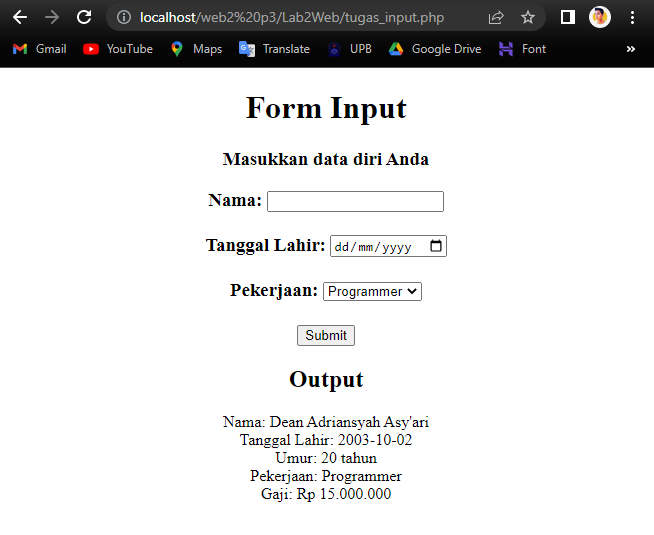 localhost/web2%20p3/Lab2Web/tugas_input.php
Gmail YouTube Maps Translate UPB Google Drive Font »
Form Input
Masukkan data diri Anda
Nama:
Tanggal Lahir: dd/mm/yyyy
Pekerjaan: Programmer
Submit
Output
Nama: Dean Adriansyah Asy'ari
Tanggal Lahir: 2003-10-02
Umur: 20 tahun
Pekerjaan: Programmer
Gaji: Rp 15.000.000